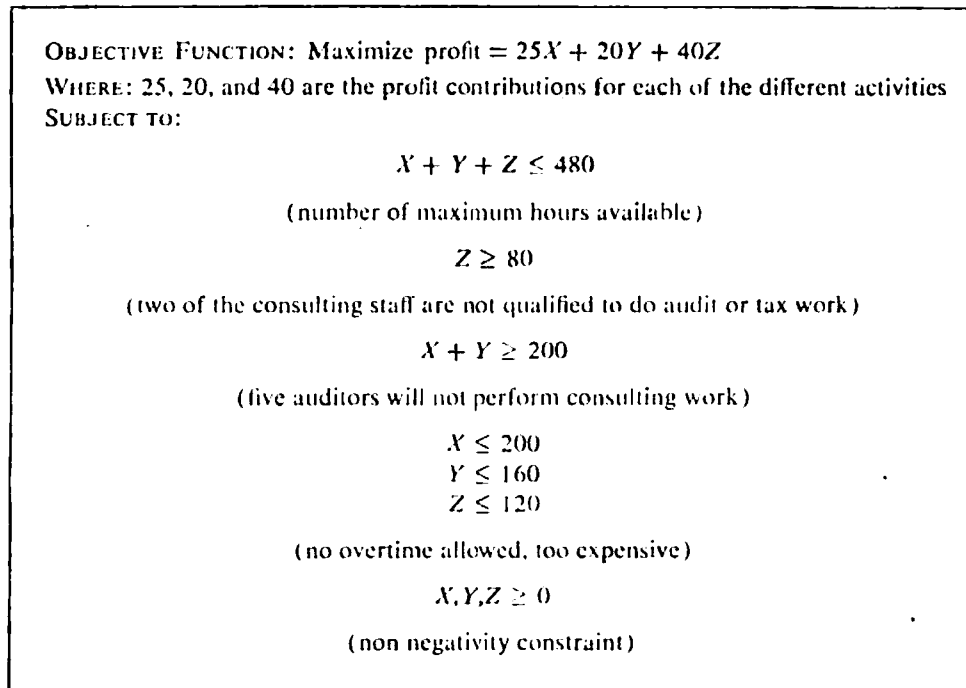 OBJECTIVE FUNCTION: Maximize profit = 25X + 20Y + 40Z
WHERE: 25, 20, and 40 are the profit contributions for each of the different activities
SUBJECT TO:
X + Y + Z ≤ 480
(number of maximum hours available)
Z ≥ 80
(two of the consulting staff are not qualified to do audit or tax work)
X + Y ≥ 200
(five auditors will not perform consulting work)
X ≤ 200
Y ≤ 160
Z ≤ 120
(no overtime allowed, too expensive)
X,Y,Z ≥ 0
(non negativity constraint)